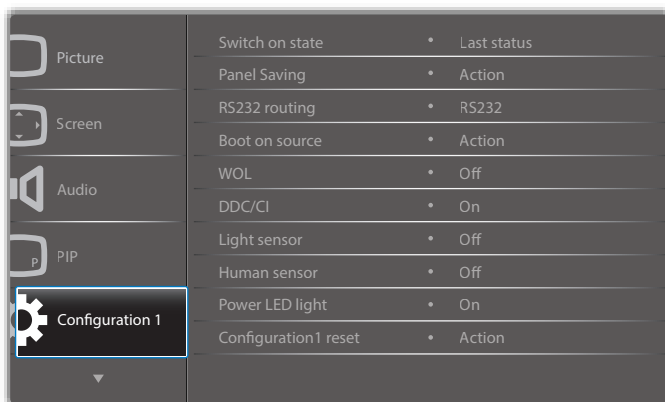 Picture
Screen
Audio
P
PIP
Configuration 1
Switch on state • Last status
Panel Saving • Action
RS232 routing • RS232
Boot on source • Action
WOL • Off
DDC/CI • On
Light sensor • Off
Human sensor • Off
Power LED light • On
Configuration1 reset • Action